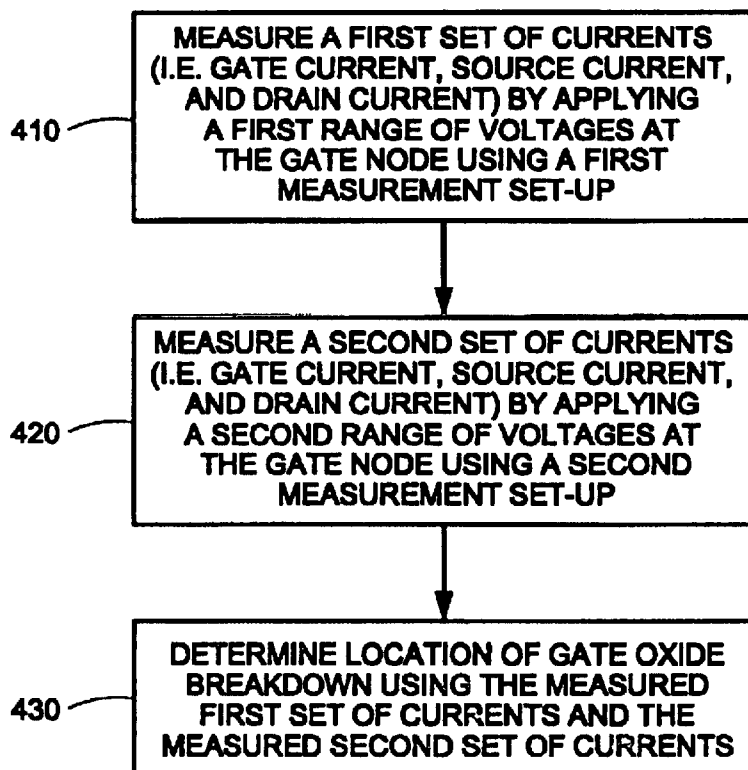 MEASURE A FIRST SET OF CURRENTS
(I.E. GATE CURRENT, SOURCE CURRENT,
AND DRAIN CURRENT) BY APPLYING
A FIRST RANGE OF VOLTAGES AT
THE GATE NODE USING A FIRST
MEASUREMENT SET-UP
410
MEASURE A SECOND SET OF CURRENTS
(I.E. GATE CURRENT, SOURCE CURRENT,
AND DRAIN CURRENT) BY APPLYING
A SECOND RANGE OF VOLTAGES AT
THE GATE NODE USING A SECOND
MEASUREMENT SET-UP
420
DETERMINE LOCATION OF GATE OXIDE
BREAKDOWN USING THE MEASURED
FIRST SET OF CURRENTS AND THE
MEASURED SECOND SET OF CURRENTS
430